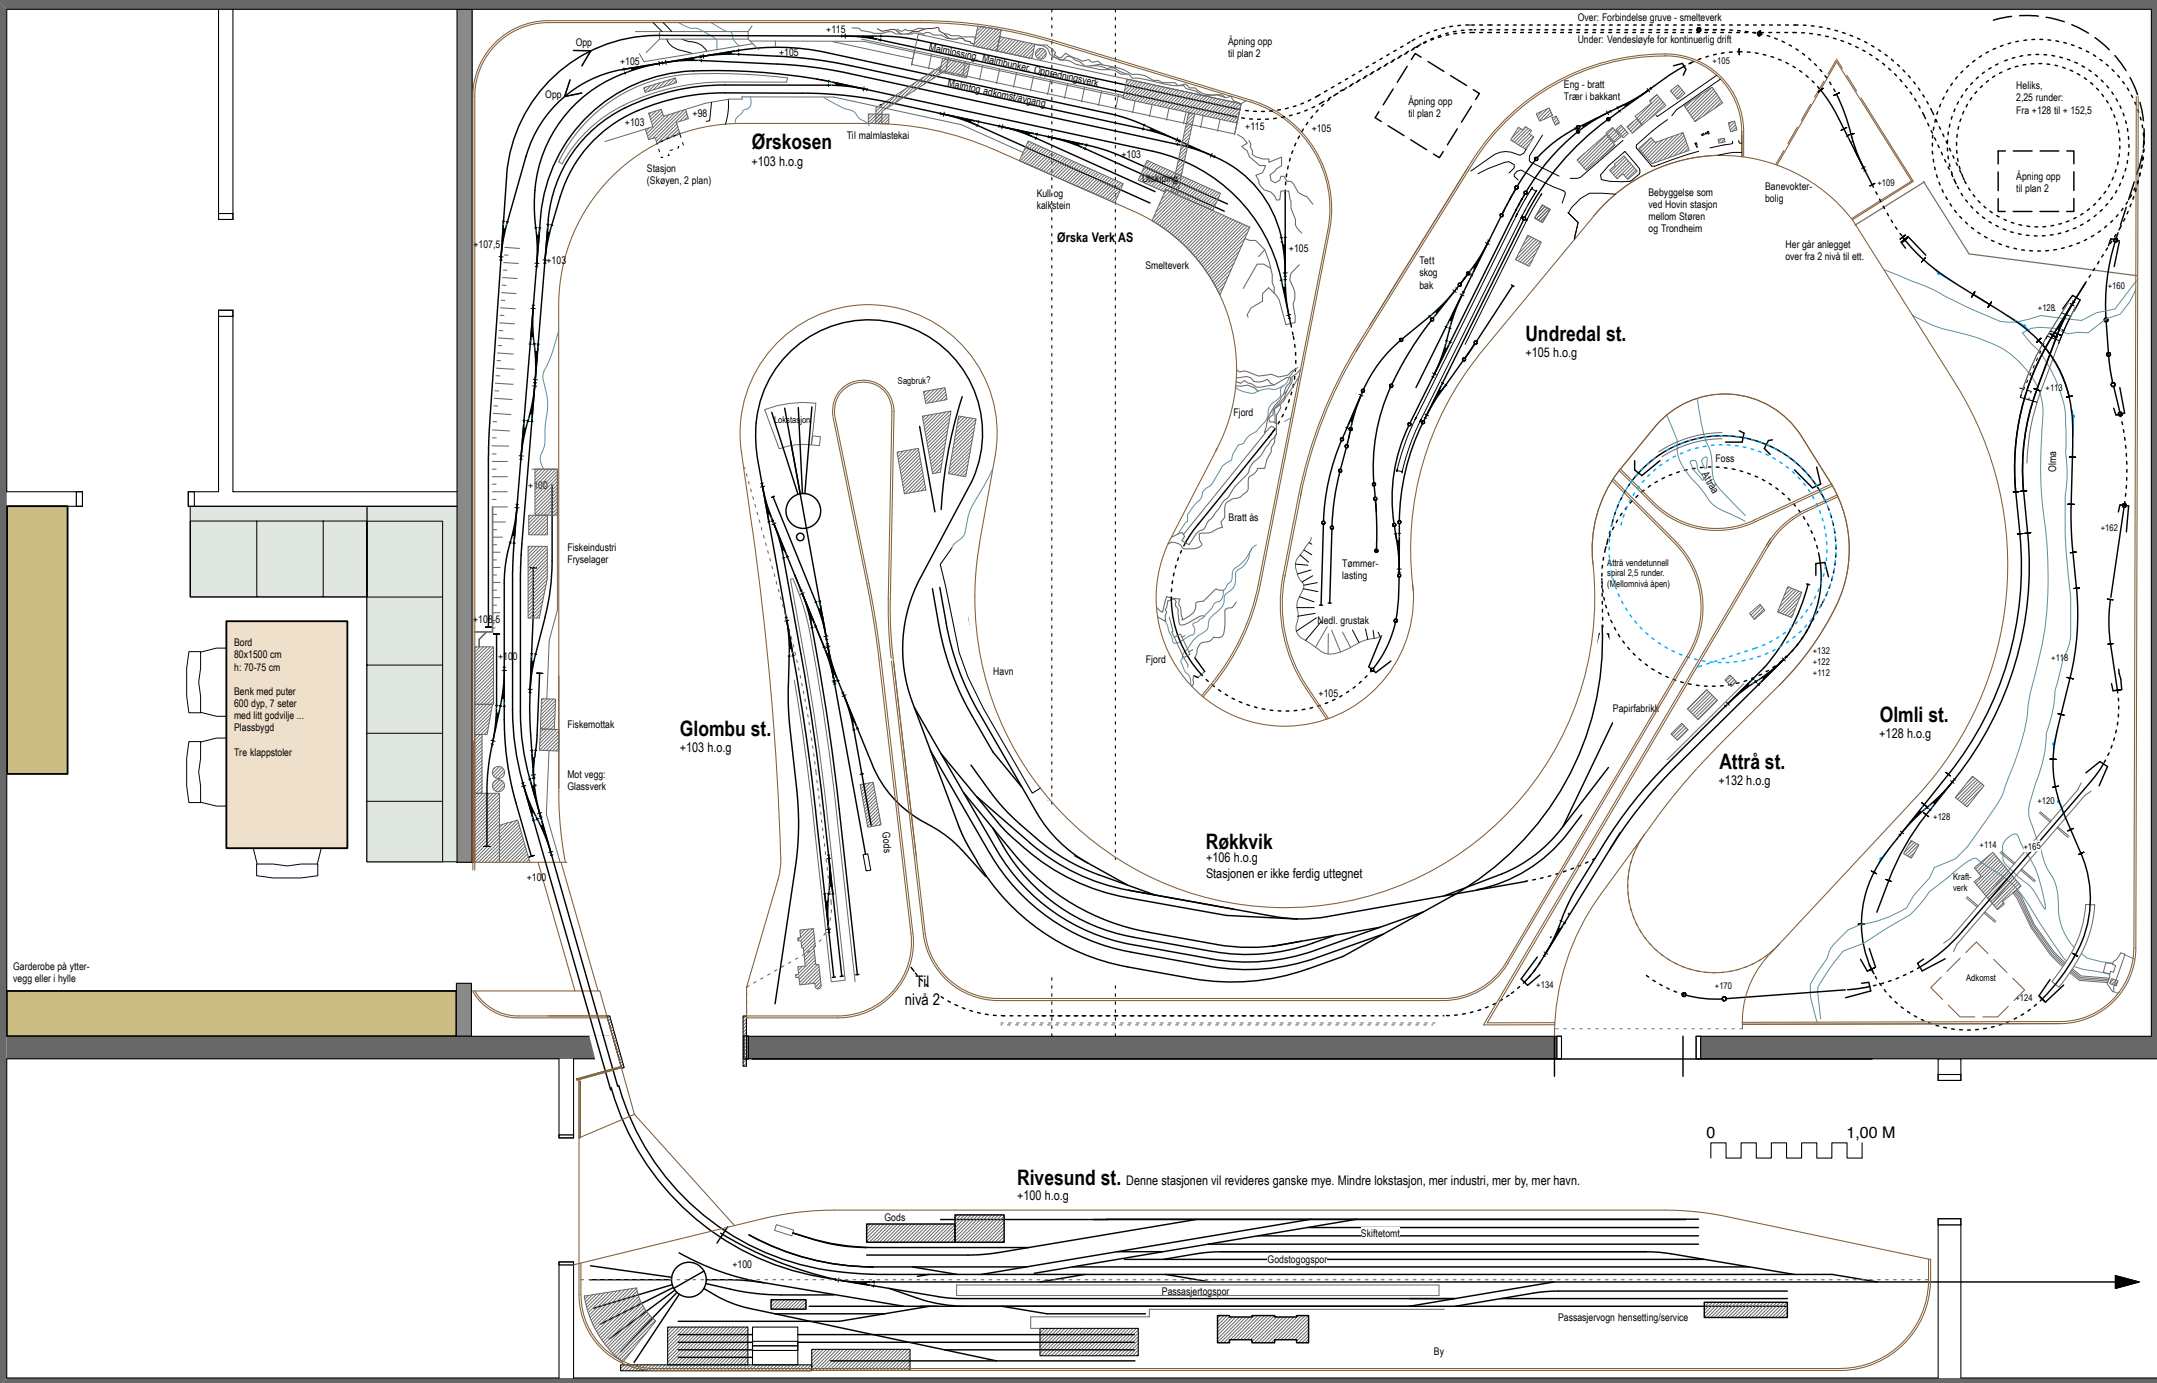 Over: Forbindelse gruve - smelteverk
Under: Vendesløyfe for kontinuerlig drift
Opp
+115
+105
+105
Opp
Malmlossing
Malmbunker
Oppredningsverk
Malmtog adkomst/avgang
Åpning opp
til plan 2
+115
+105
Åpning opp
til plan 2
Eng - bratt
Trær i bakkant
+105
Heliks,
2,25 runder:
Fra +128 til + 152,5
Åpning opp
til plan 2
+103
+98
Stasjon
(Skøyen, 2 plan)
Ørskosen
+103 h.o.g
Til malmlastekai
+103
Kull og
kalkstein
Utskiping
Ørska Verk AS
Smelteverk
+105
Bebyggelse som
ved Hovin stasjon
mellom Støren
og Trondheim
Banevokter-
bolig
+109
Her går anlegget
over fra 2 nivå til ett.
+107,5
+103
Tett
skog
bak
Undredal st.
+105 h.o.g
+160
+128
+113
Sagbruk?
Lokstasjon
Fjord
Bratt ås
Foss
Attråa
Olma
+162
+100
Fiskeindustri
Fryselager
Tømmer-
lasting
Nedl. grustak
Attrå vendetunnell
spiral 2,5 runder.
(Mellomnivå åpen)
+108,5
+100
Bord
80x1500 cm
h: 70-75 cm
Benk med puter
600 dyp, 7 seter
med litt godvilje ...
Plassbygd
Tre klappstoler
Havn
Fjord
+105
+132
+122
+112
+118
Fiskemottak
Glombu st.
+103 h.o.g
Papirfabrikk
Attrå st.
+132 h.o.g
Olmli st.
+128 h.o.g
Mot vegg:
Glassverk
Gods
Røkkvik
+106 h.o.g
Stasjonen er ikke ferdig uttegnet
+120
+128
+114
+165
Kraft-
verk
+100
Garderobe på ytter-
vegg eller i hylle
Til
nivå 2
+134
+170
Adkomst
+124
0
1,00 M
Rivesund st. Denne stasjonen vil revideres ganske mye. Mindre lokstasjon, mer industri, mer by, mer havn.
+100 h.o.g
Gods
Skiftetomt
Godstogogspor
+100
Passasjertogspor
Passasjervogn hensetting/service
By